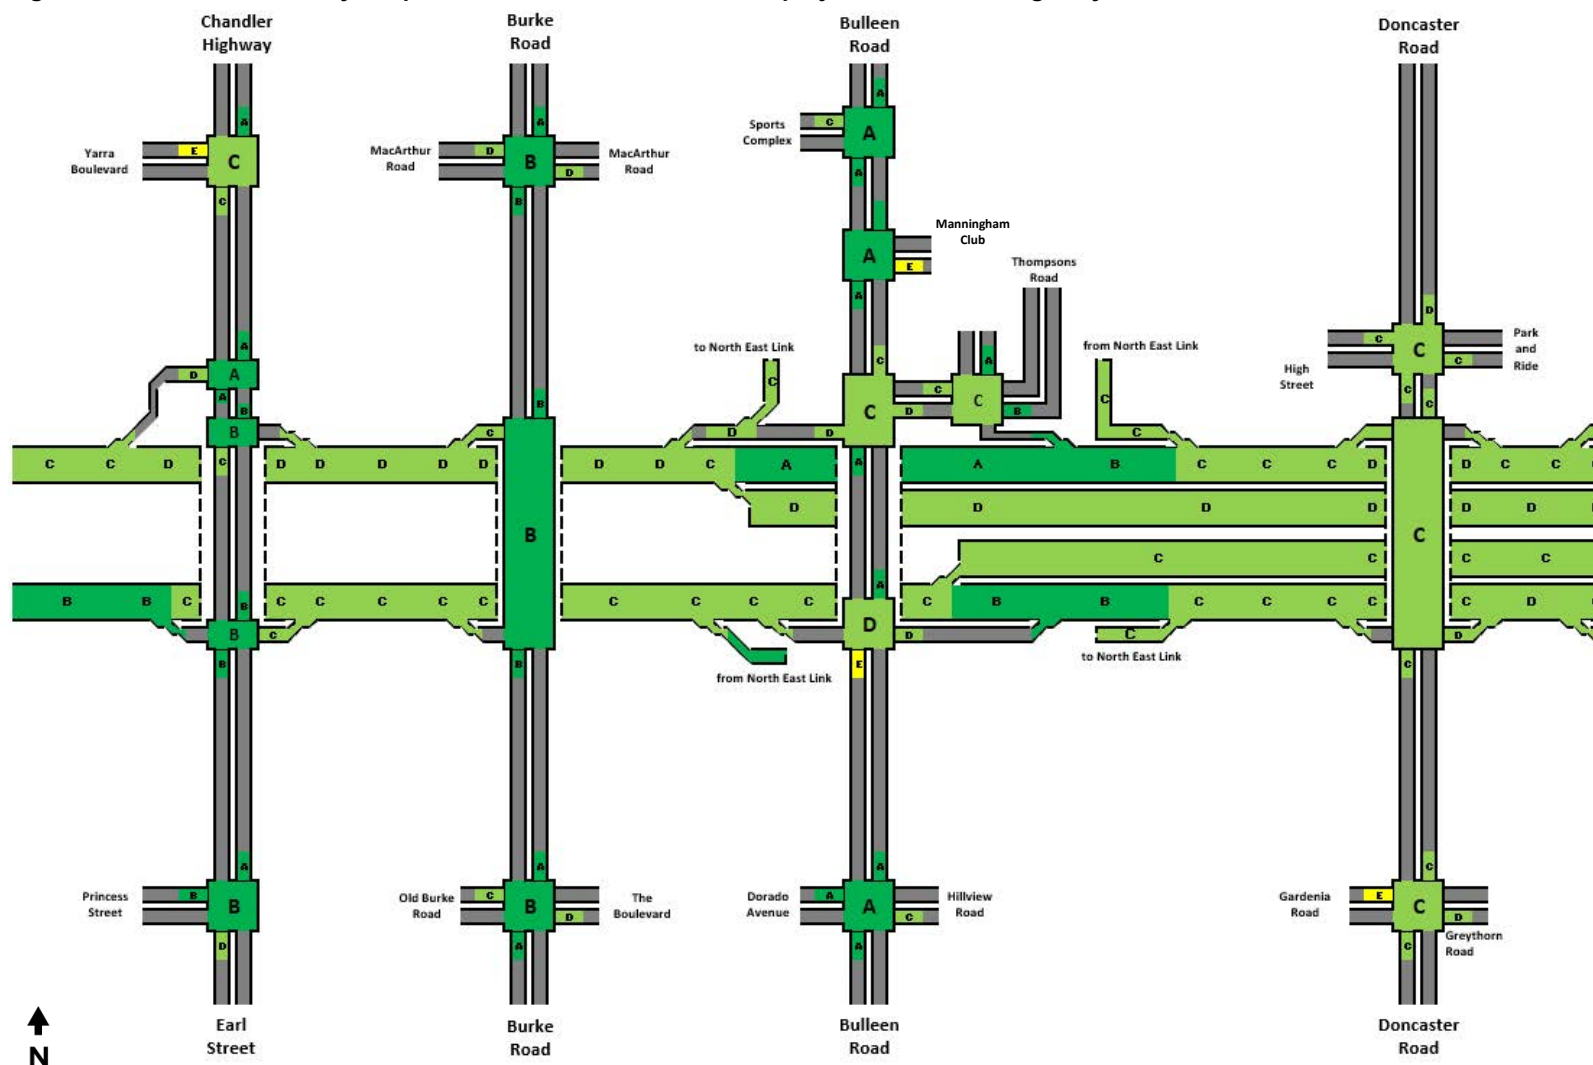 Chandler
Highway
Burke
Road
Bulleen
Road
Doncaster
Road
A
A
A
A
Yarra
Boulevard
E
C
C
MacArthur
Road
D
B
D
B
MacArthur
Road
Sports
Complex
C
A
A
Manningham
Club
A
E
A
Thompsons
Road
to North East Link
from North East Link
High
Street
D
C
C
C
C
C
Park
and
Ride
A
D
A
A
B
B
C
B
C
C
D
D
C
C
C
D
A
C
B
C
C
C C D
D D D D D
D D C A
A
A B C C C D
D C C
D
D D D
D D
B
C
C C
C C
B B C
B
C C C C C
C C C C
A
C B B C C C C
C D C
B
C
D
D
C
D
B
B
E
C
from North East Link
to North East Link
A
A
A
C
Princess
Street
B
B
D
Old Burke
Road
C
B
D
A
The
Boulevard
Dorado
Avenue
A
A
C
A
Hillview
Road
Gardenia
Road
E
C
D
C
Greythorn
Road
N
Earl
Street
Burke
Road
Bulleen
Road
Doncaster
Road